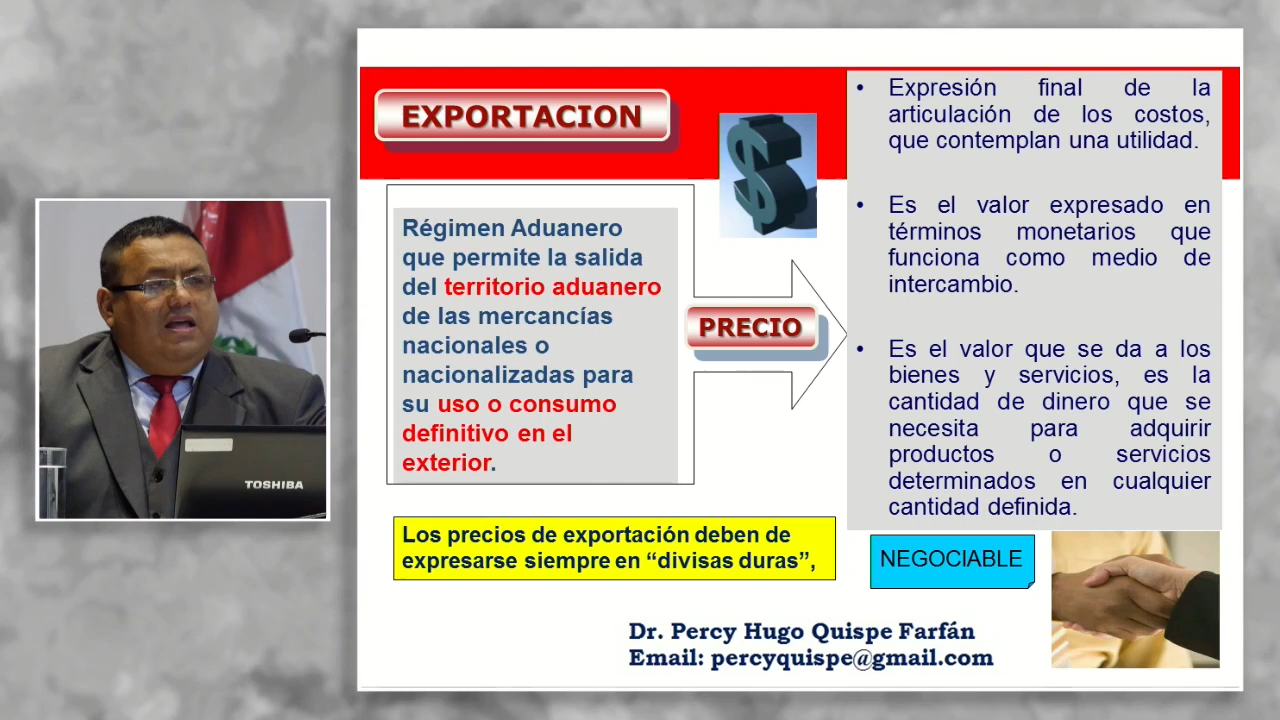 EXPORTACION
Régimen Aduanero
que permite la salida
del territorio aduanero
de las mercancías
nacionales o
nacionalizadas para
su uso o consumo
definitivo en el
exterior.
PRECIO
• Expresión final de la
articulación de los costos,
que contemplan una utilidad.
• Es el valor expresado en
términos monetarios que
funciona como medio de
intercambio.
• Es el valor que se da a los
bienes y servicios, es la
cantidad de dinero que se
necesita para adquirir
productos o servicios
determinados en cualquier
cantidad definida.
Los precios de exportación deben de
expresarse siempre en “divisas duras”,
NEGOCIABLE
Dr. Percy Hugo Quispe Farfán
Email: percyquispe@gmail.com
TOSHIBA